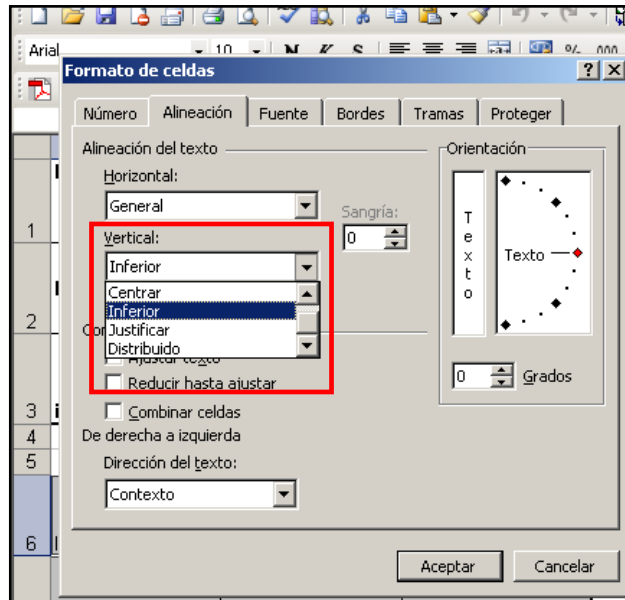 Arial 10 N K S % 000
Formato de celdas
Número Alineación Fuente Bordes Tramas Proteger
Alineación del texto
Orientación
Horizontal:
General
Sangría:
0
Vertical:
Inferior
Centrar
Inferior
Justificar
Distribuido
Texto
Texto
0 Grados
Ajustar texto
Reducir hasta ajustar
Combinar celdas
De derecha a izquierda
Dirección del texto:
Contexto
Aceptar Cancelar
1
2
3
4
5
6